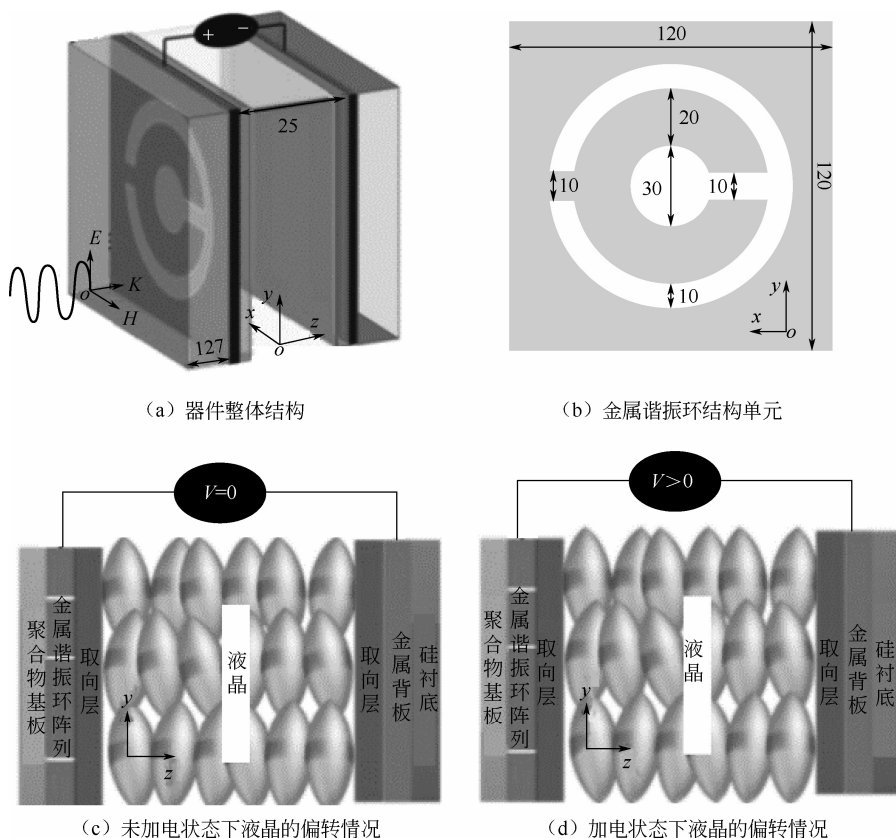 + −
25
E
K
o
H
y
x
z
o
127
(a)器件整体结构
120
20
120
10
30
10
10
y
x
o
(b)金属谐振环结构单元
V=0
聚合物基板
金属谐振环阵列
取向层
液晶
取向层
金属背板
硅衬底
y
z
(c)未加电状态下液晶的偏转情况
V>0
聚合物基板
金属谐振环阵列
取向层
液晶
取向层
金属背板
硅衬底
y
z
(d)加电状态下液晶的偏转情况